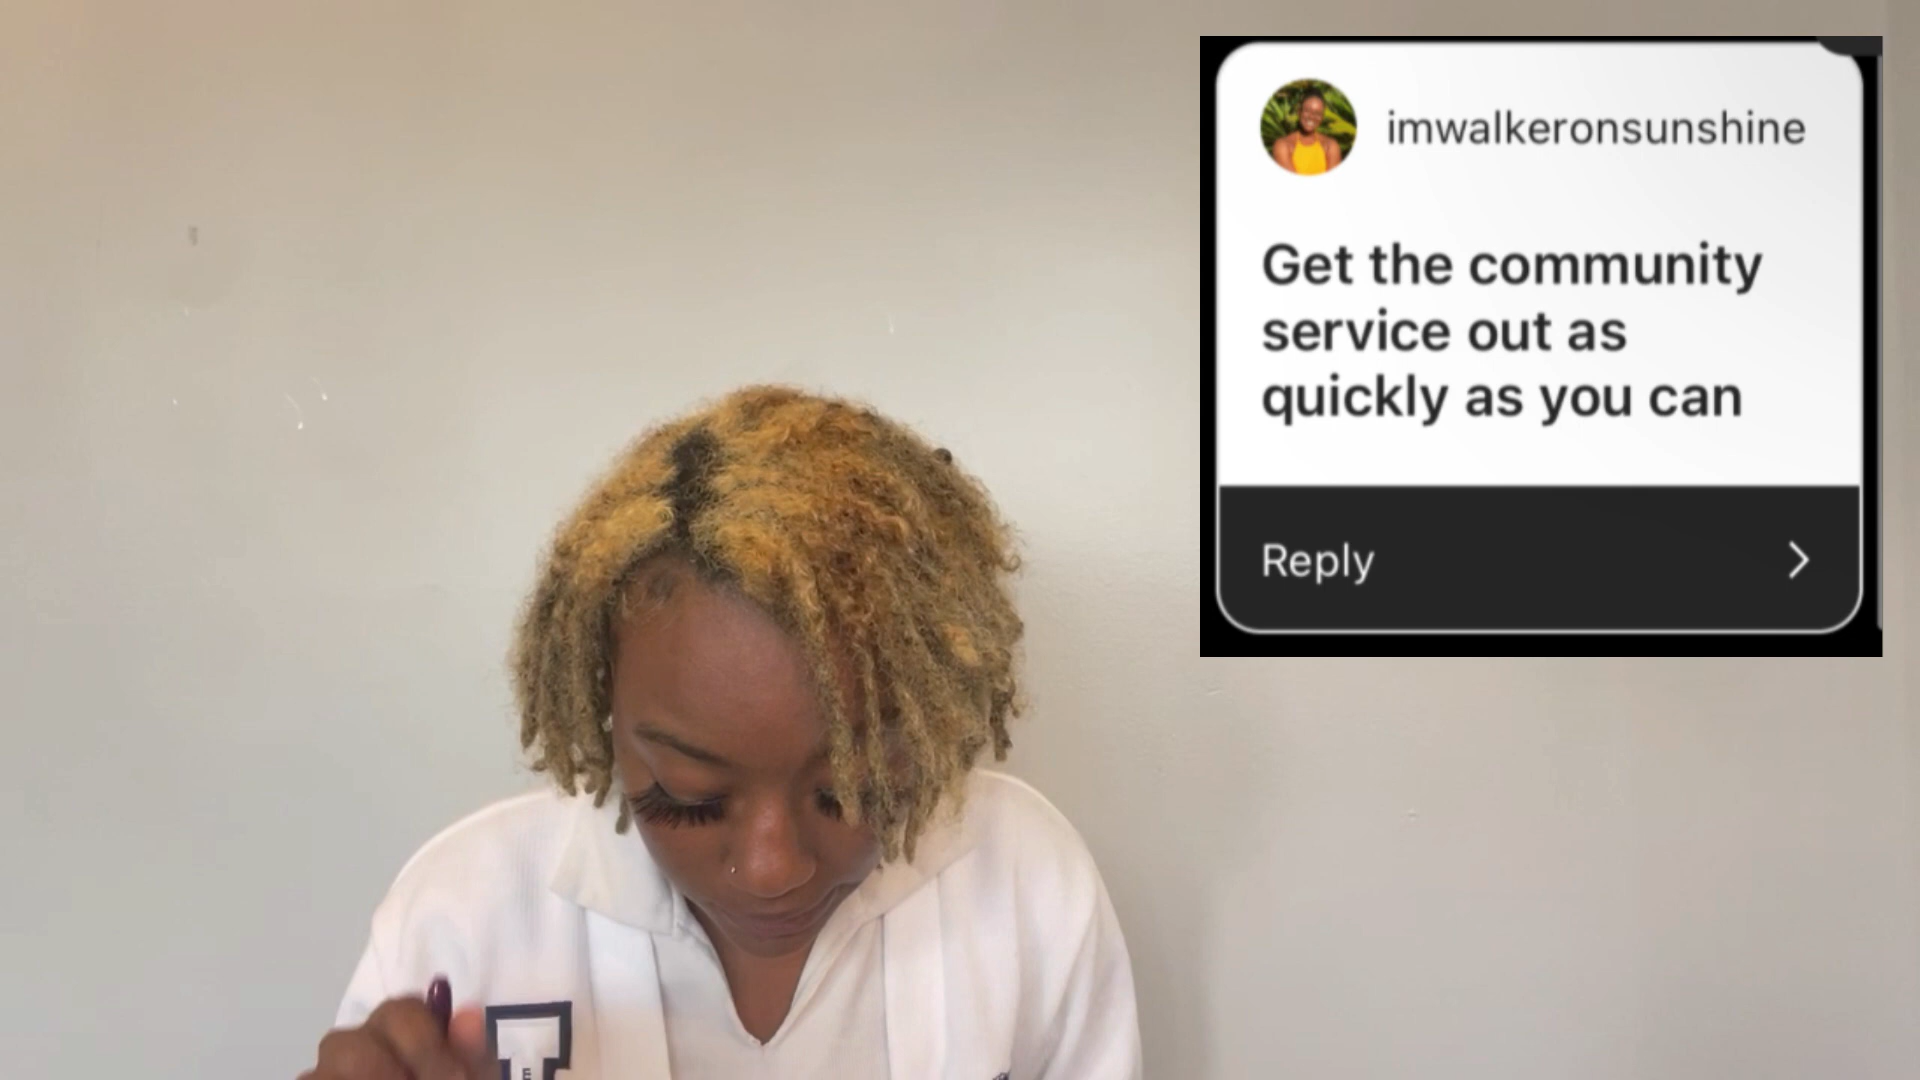 imwalkeronsunshine
Get the community
service out as
quickly as you can
Reply
E